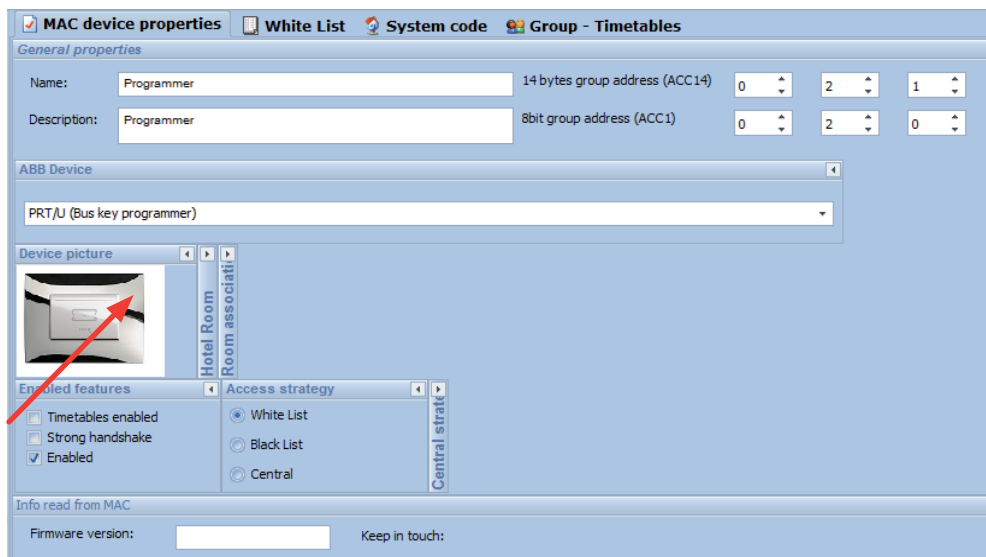 MAC device properties White List System code Group - Timetables
General properties
Name: Programmer 14 bytes group address (ACC14) 0 2 1
Description: Programmer 8bit group address (ACC1) 0 2 0
ABB Device
PRT/U (Bus key programmer)
Device picture
Hotel Room
Room associati
Enabled features
Timetables enabled
Strong handshake
Enabled
Access strategy
White List
Black List
Central
Central strate
Info read from MAC
Firmware version: Keep in touch: